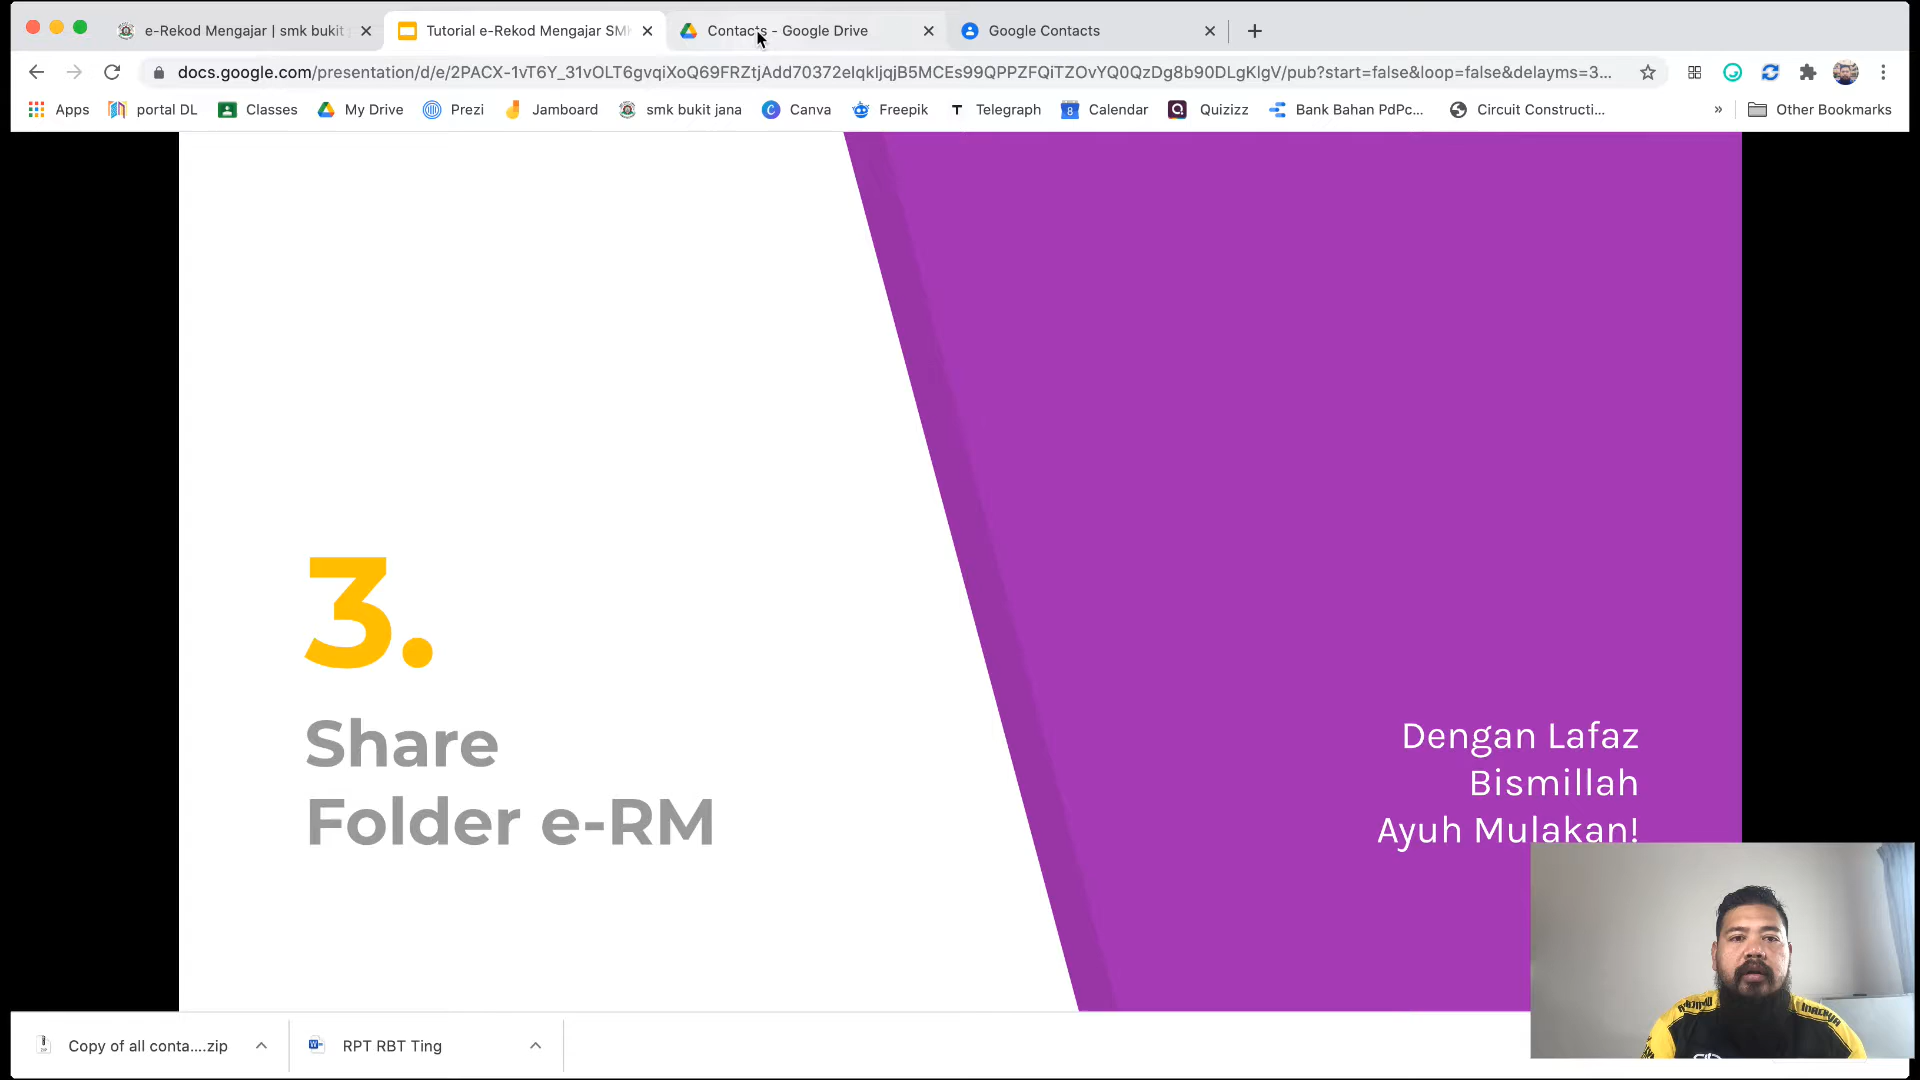 e-Rekod Mengajar | smk bukit
Tutorial e-Rekod Mengajar SM
Contacts - Google Drive
Google Contacts
docs.google.com/presentation/d/e/2PACX-1vT6Y_31vOLT6gvqiXoQ69FRZtjAdd70372eIqkIjqjB5MCEs99QPPZFQiTZOvYQ0QzDg8b90DLgKlgV/pub?start=false&loop=false&delayms=3...
Apps
portal DL
Classes
My Drive
Prezi
Jamboard
smk bukit jana
Canva
Freepik
Telegraph
Calendar
Quizizz
Bank Bahan PdPc...
Circuit Constructi...
»
Other Bookmarks
3.
Share
Folder e-RM
Dengan Lafaz
Bismillah
Ayuh Mulakan!
Copy of all conta....zip
RPT RBT Ting